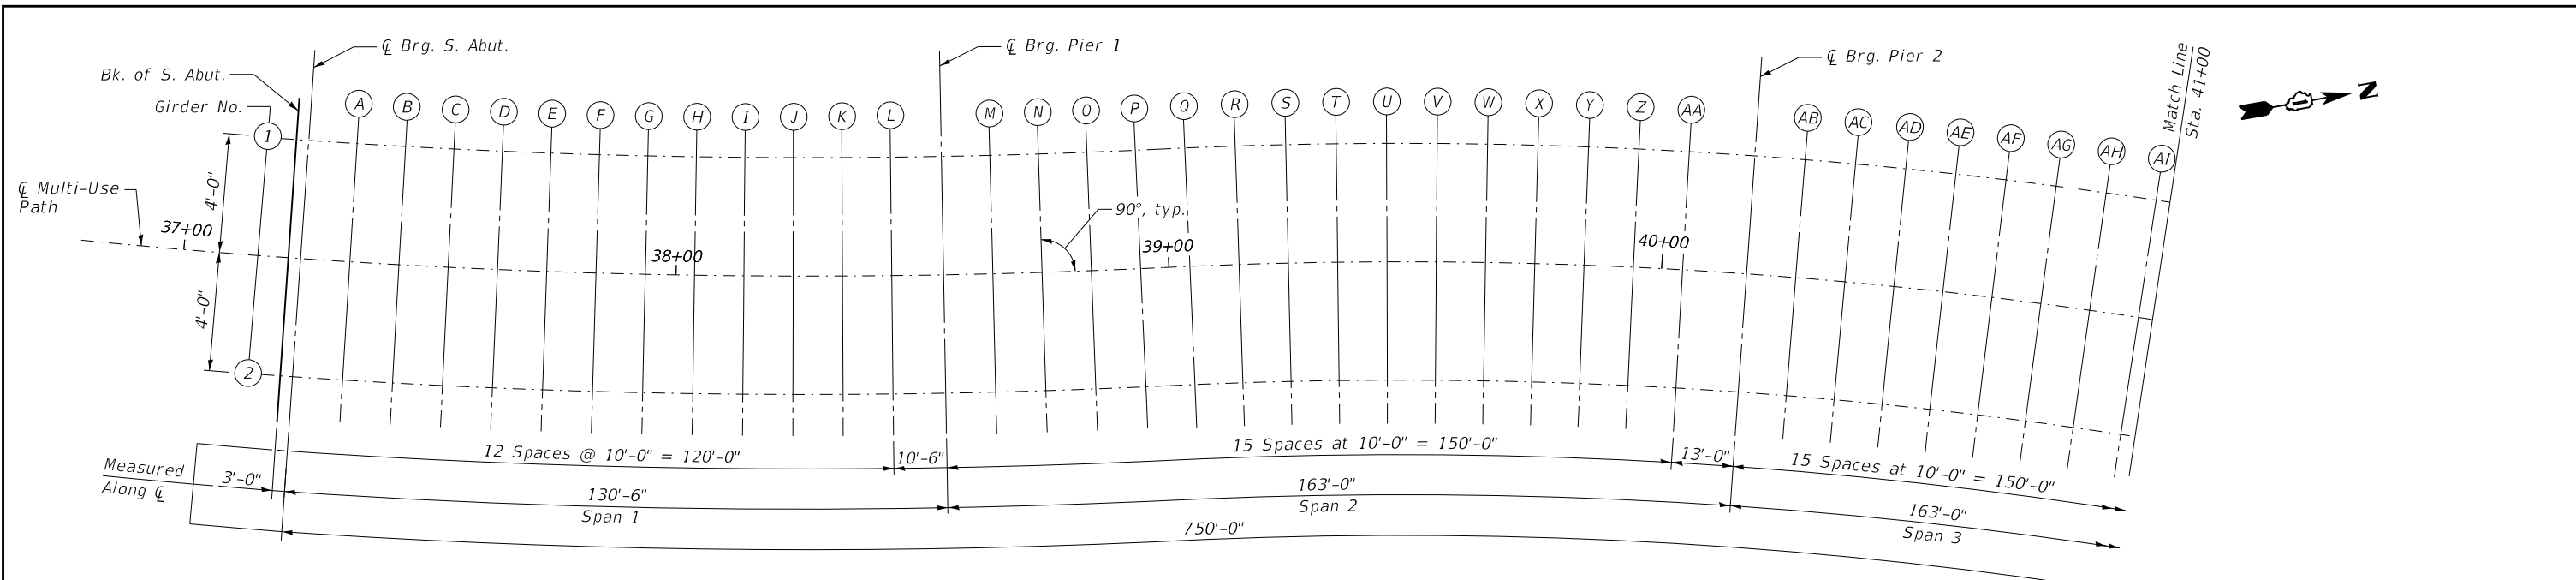 ℄ Brg. S. Abut.
℄ Brg. Pier 1
℄ Brg. Pier 2
Match Line
Sta. 41+00
N
Bk. of S. Abut.
Girder No.
1
A
B
C
D
E
F
G
H
I
J
K
L
M
N
O
P
Q
R
S
T
U
V
W
X
Y
Z
AA
AB
AC
AD
AE
AF
AG
AH
AI
℄ Multi-Use
Path
4'-0"
4'-0"
37+00
38+00
39+00
40+00
90°, typ.
2
12 Spaces @ 10'-0" = 120'-0"
10'-6"
15 Spaces at 10'-0" = 150'-0"
13'-0"
15 Spaces at 10'-0" = 150'-0"
Measured
Along ℄
3'-0"
130'-6"
Span 1
163'-0"
Span 2
163'-0"
Span 3
750'-0"